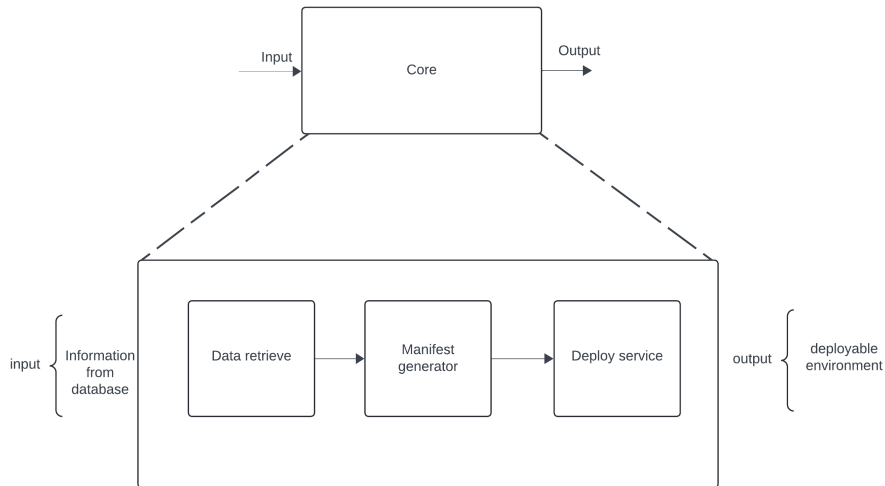 Input
Core
Output
input
Information
from
database
Data retrieve
Manifest
generator
Deploy service
output
deployable
environment